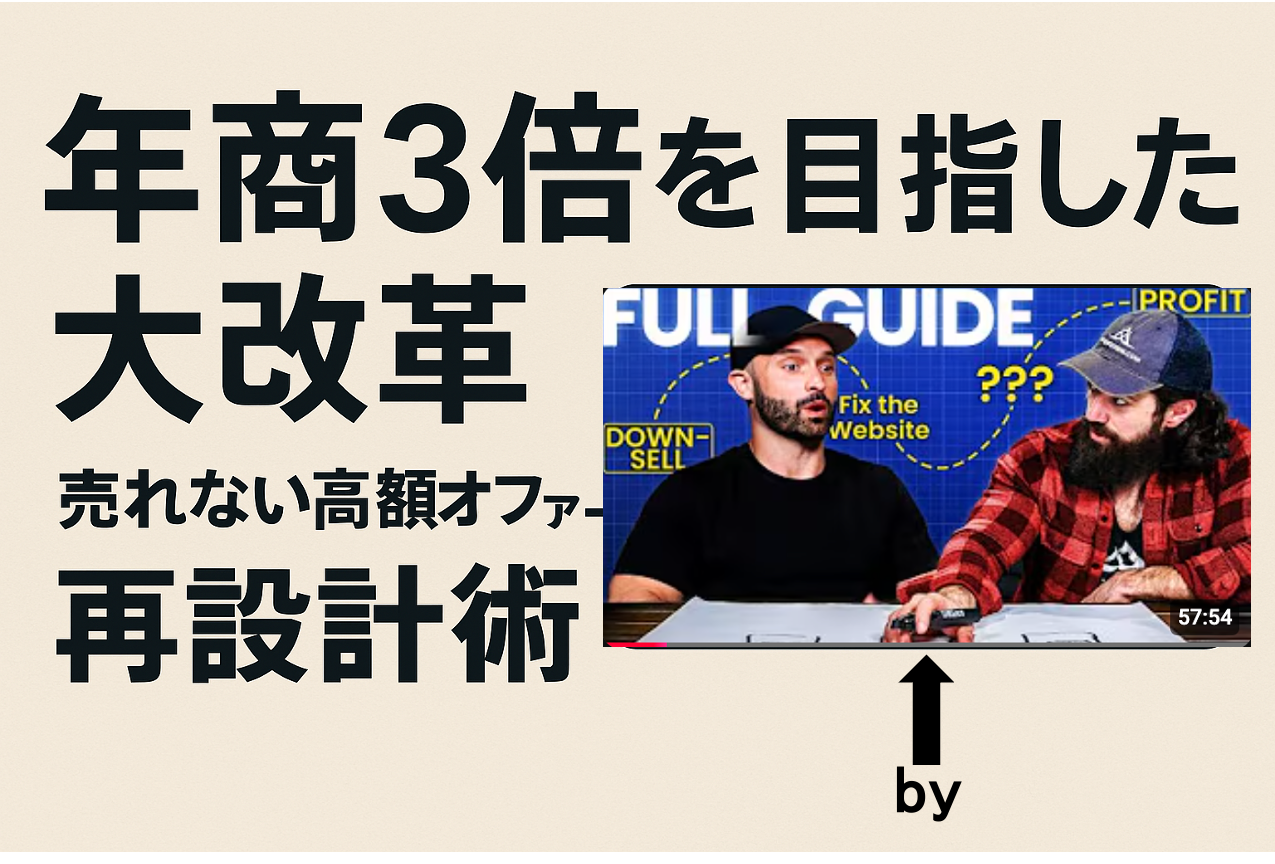 年商3倍を目指した
大改革
売れない高額オファー
再設計術
FULL GUIDE
PROFIT
???
Fix the
Website
DOWN-
SELL
57:54
by